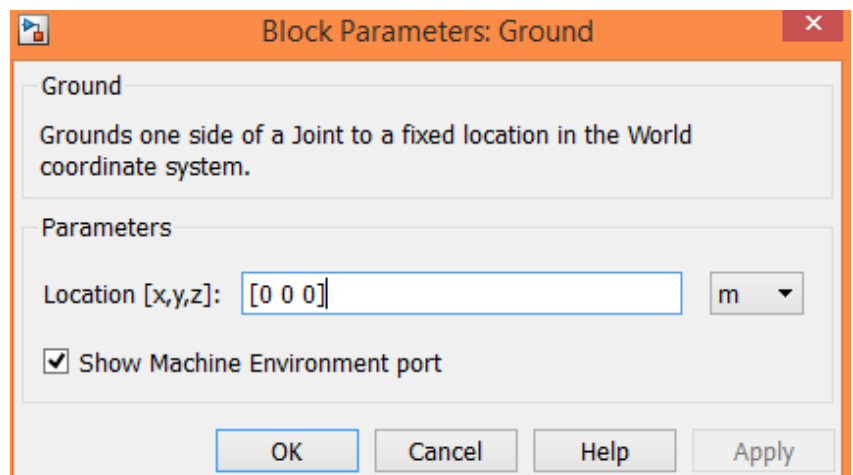 Block Parameters: Ground
Ground
Grounds one side of a Joint to a fixed location in the World
coordinate system.
Parameters
Location [x,y,z]: [0 0 0] m
Show Machine Environment port
OK Cancel Help Apply